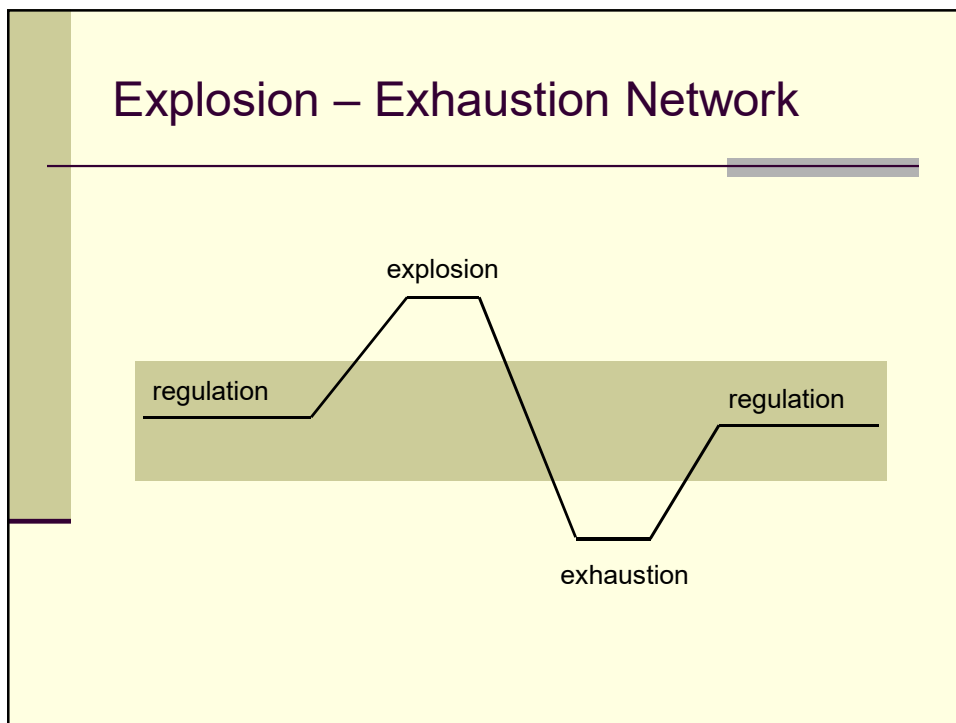 Explosion – Exhaustion Network
explosion
regulation
regulation
exhaustion